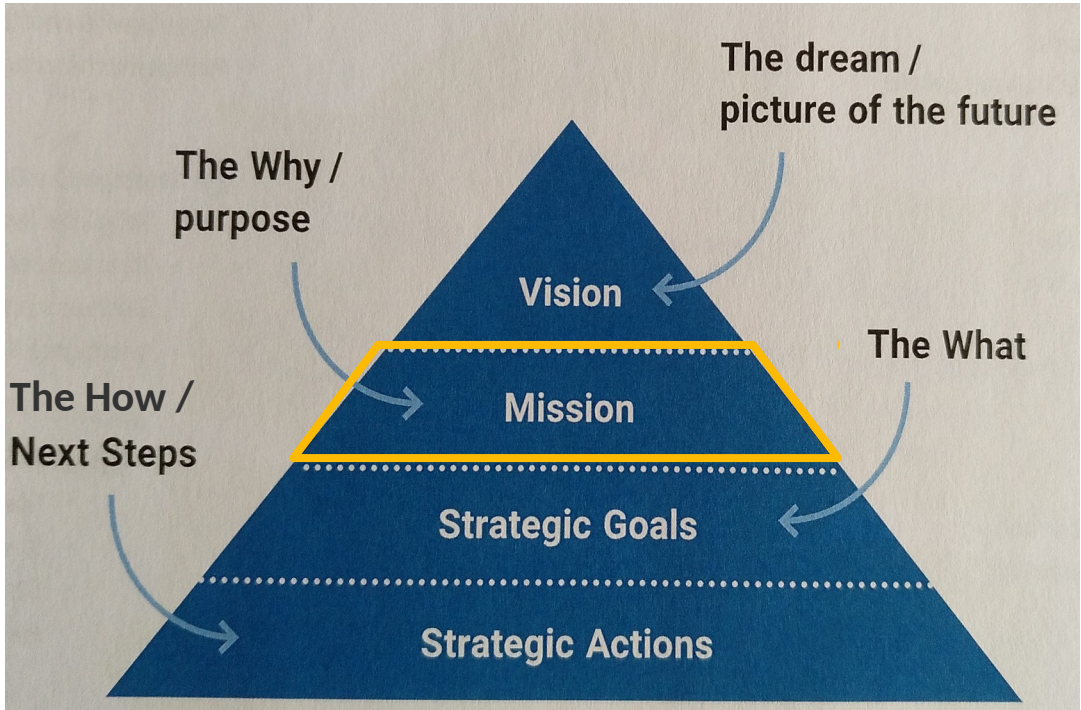 The dream /
picture of the future
The Why /
purpose
Vision
The What
Mission
The How /
Next Steps
Strategic Goals
Strategic Actions